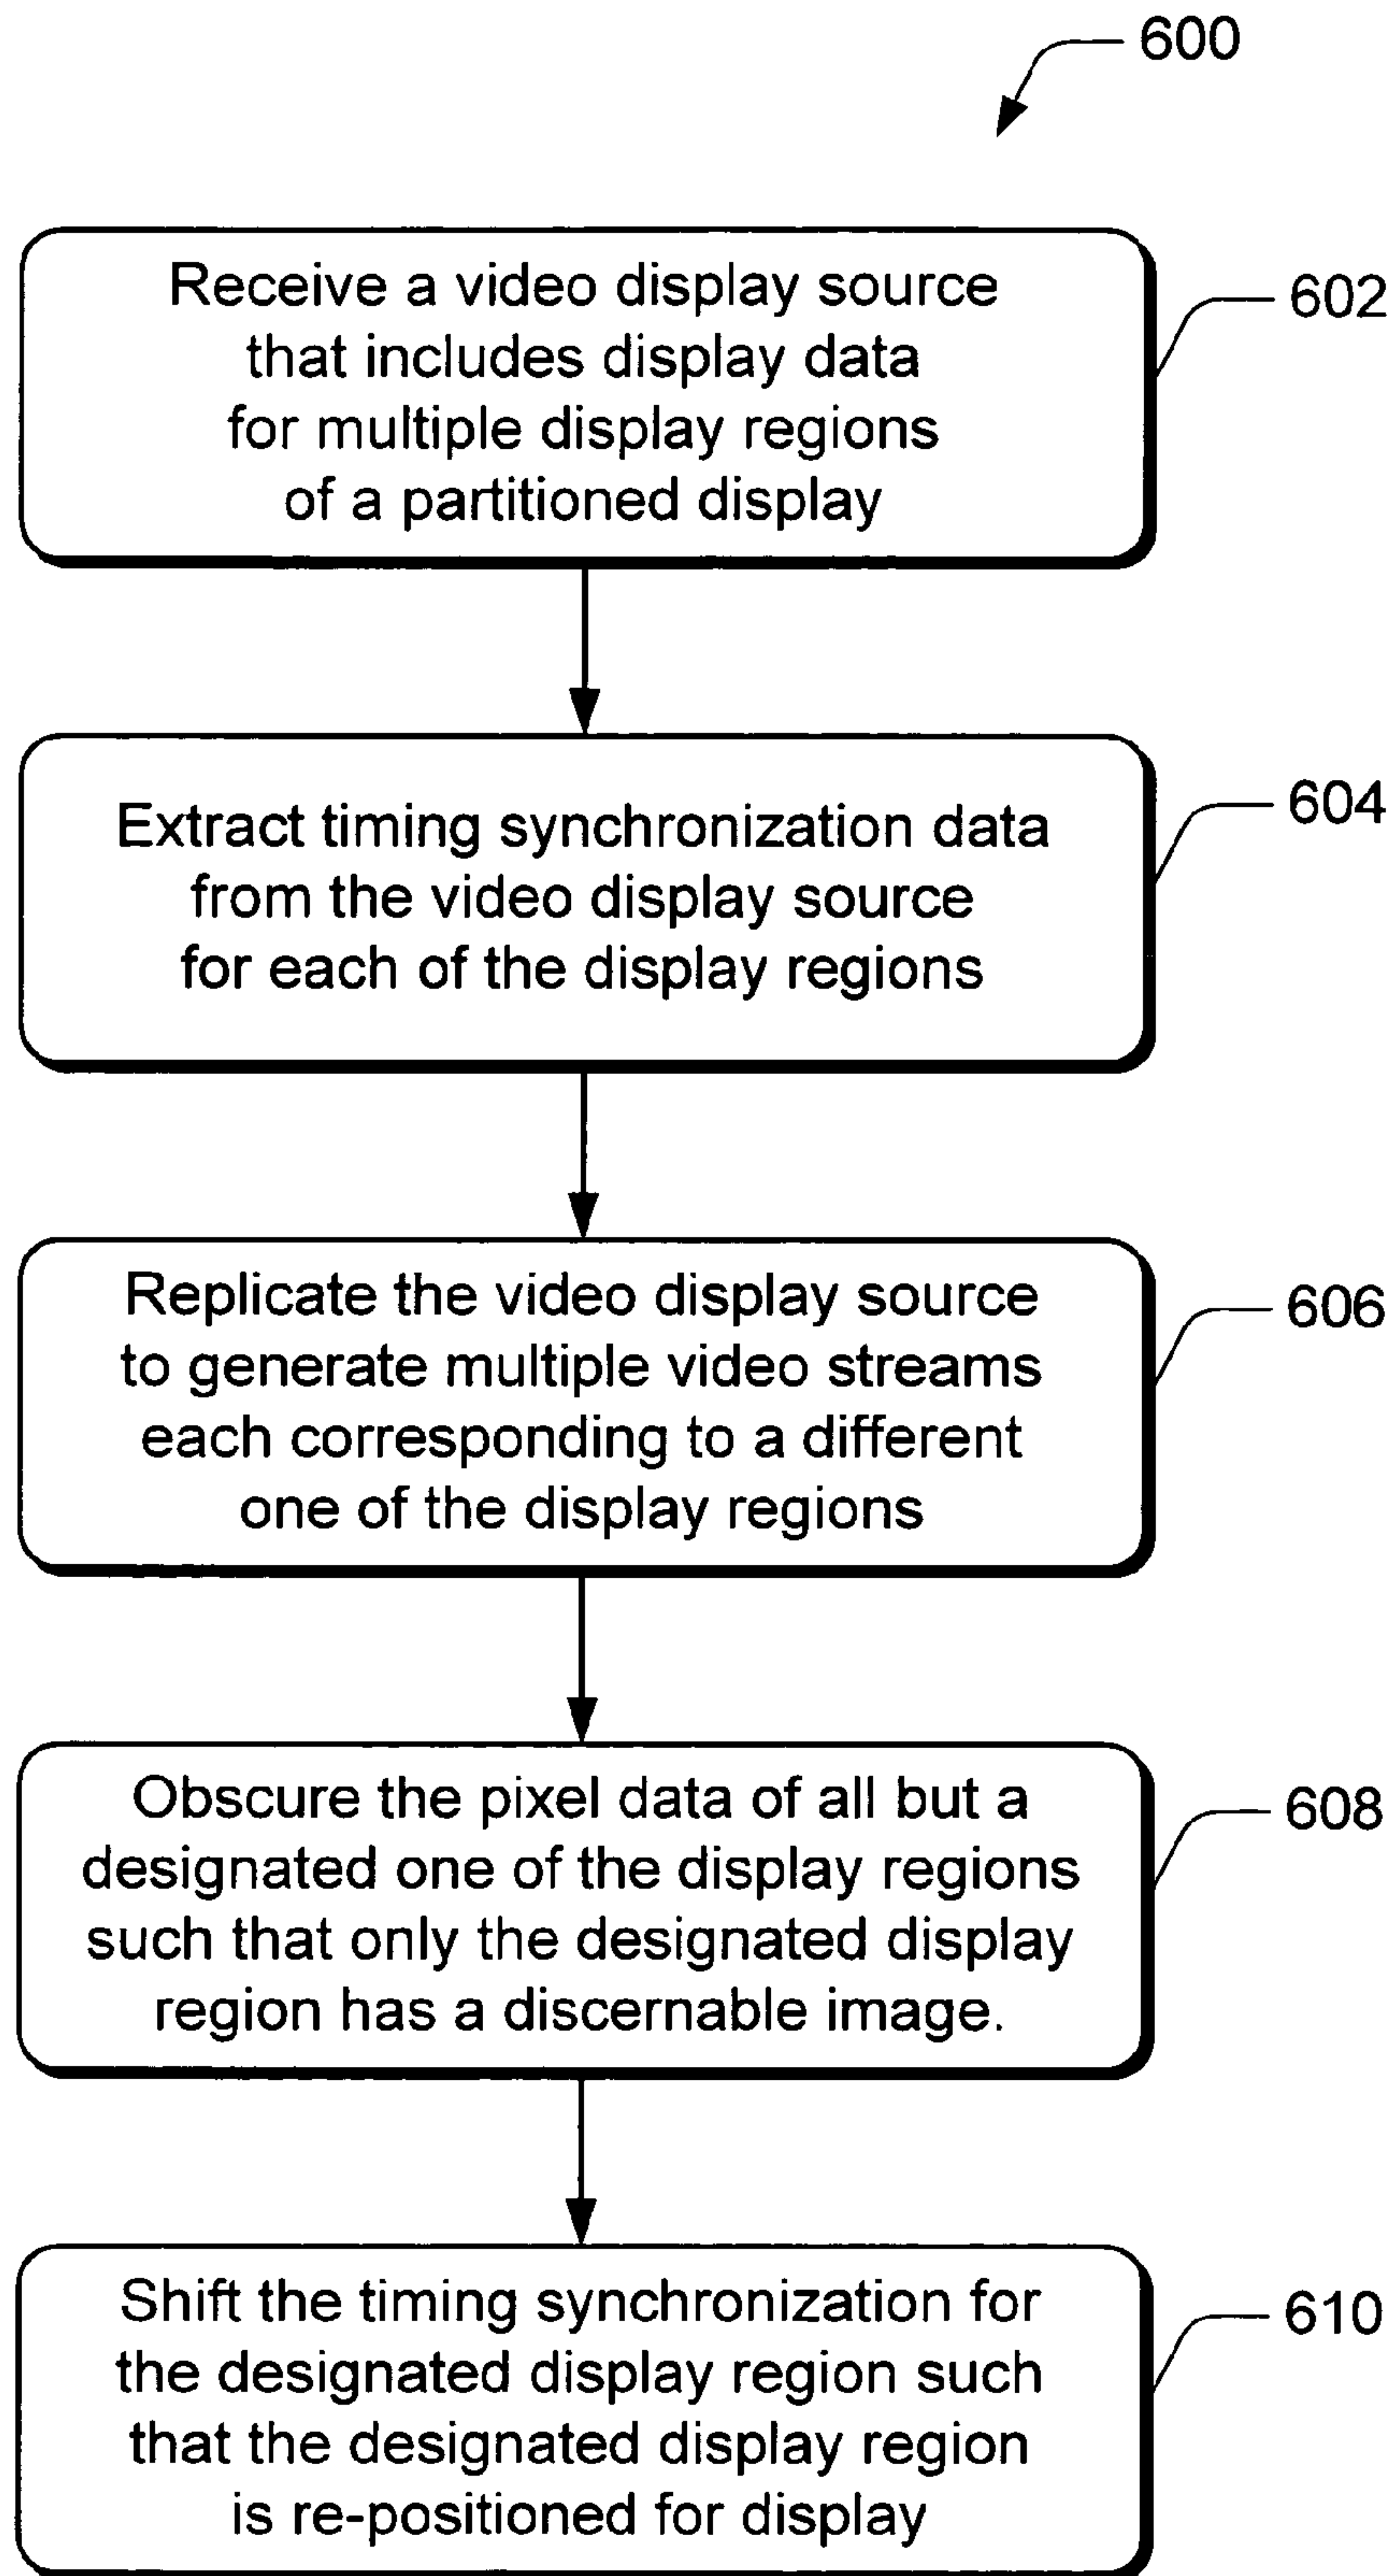 600
Receive a video display source
that includes display data
for multiple display regions
of a partitioned display
602
Extract timing synchronization data
from the video display source
for each of the display regions
604
Replicate the video display source
to generate multiple video streams
each corresponding to a different
one of the display regions
606
Obscure the pixel data of all but a
designated one of the display regions
such that only the designated display
region has a discernable image.
608
Shift the timing synchronization for
the designated display region such
that the designated display region
is re-positioned for display
610